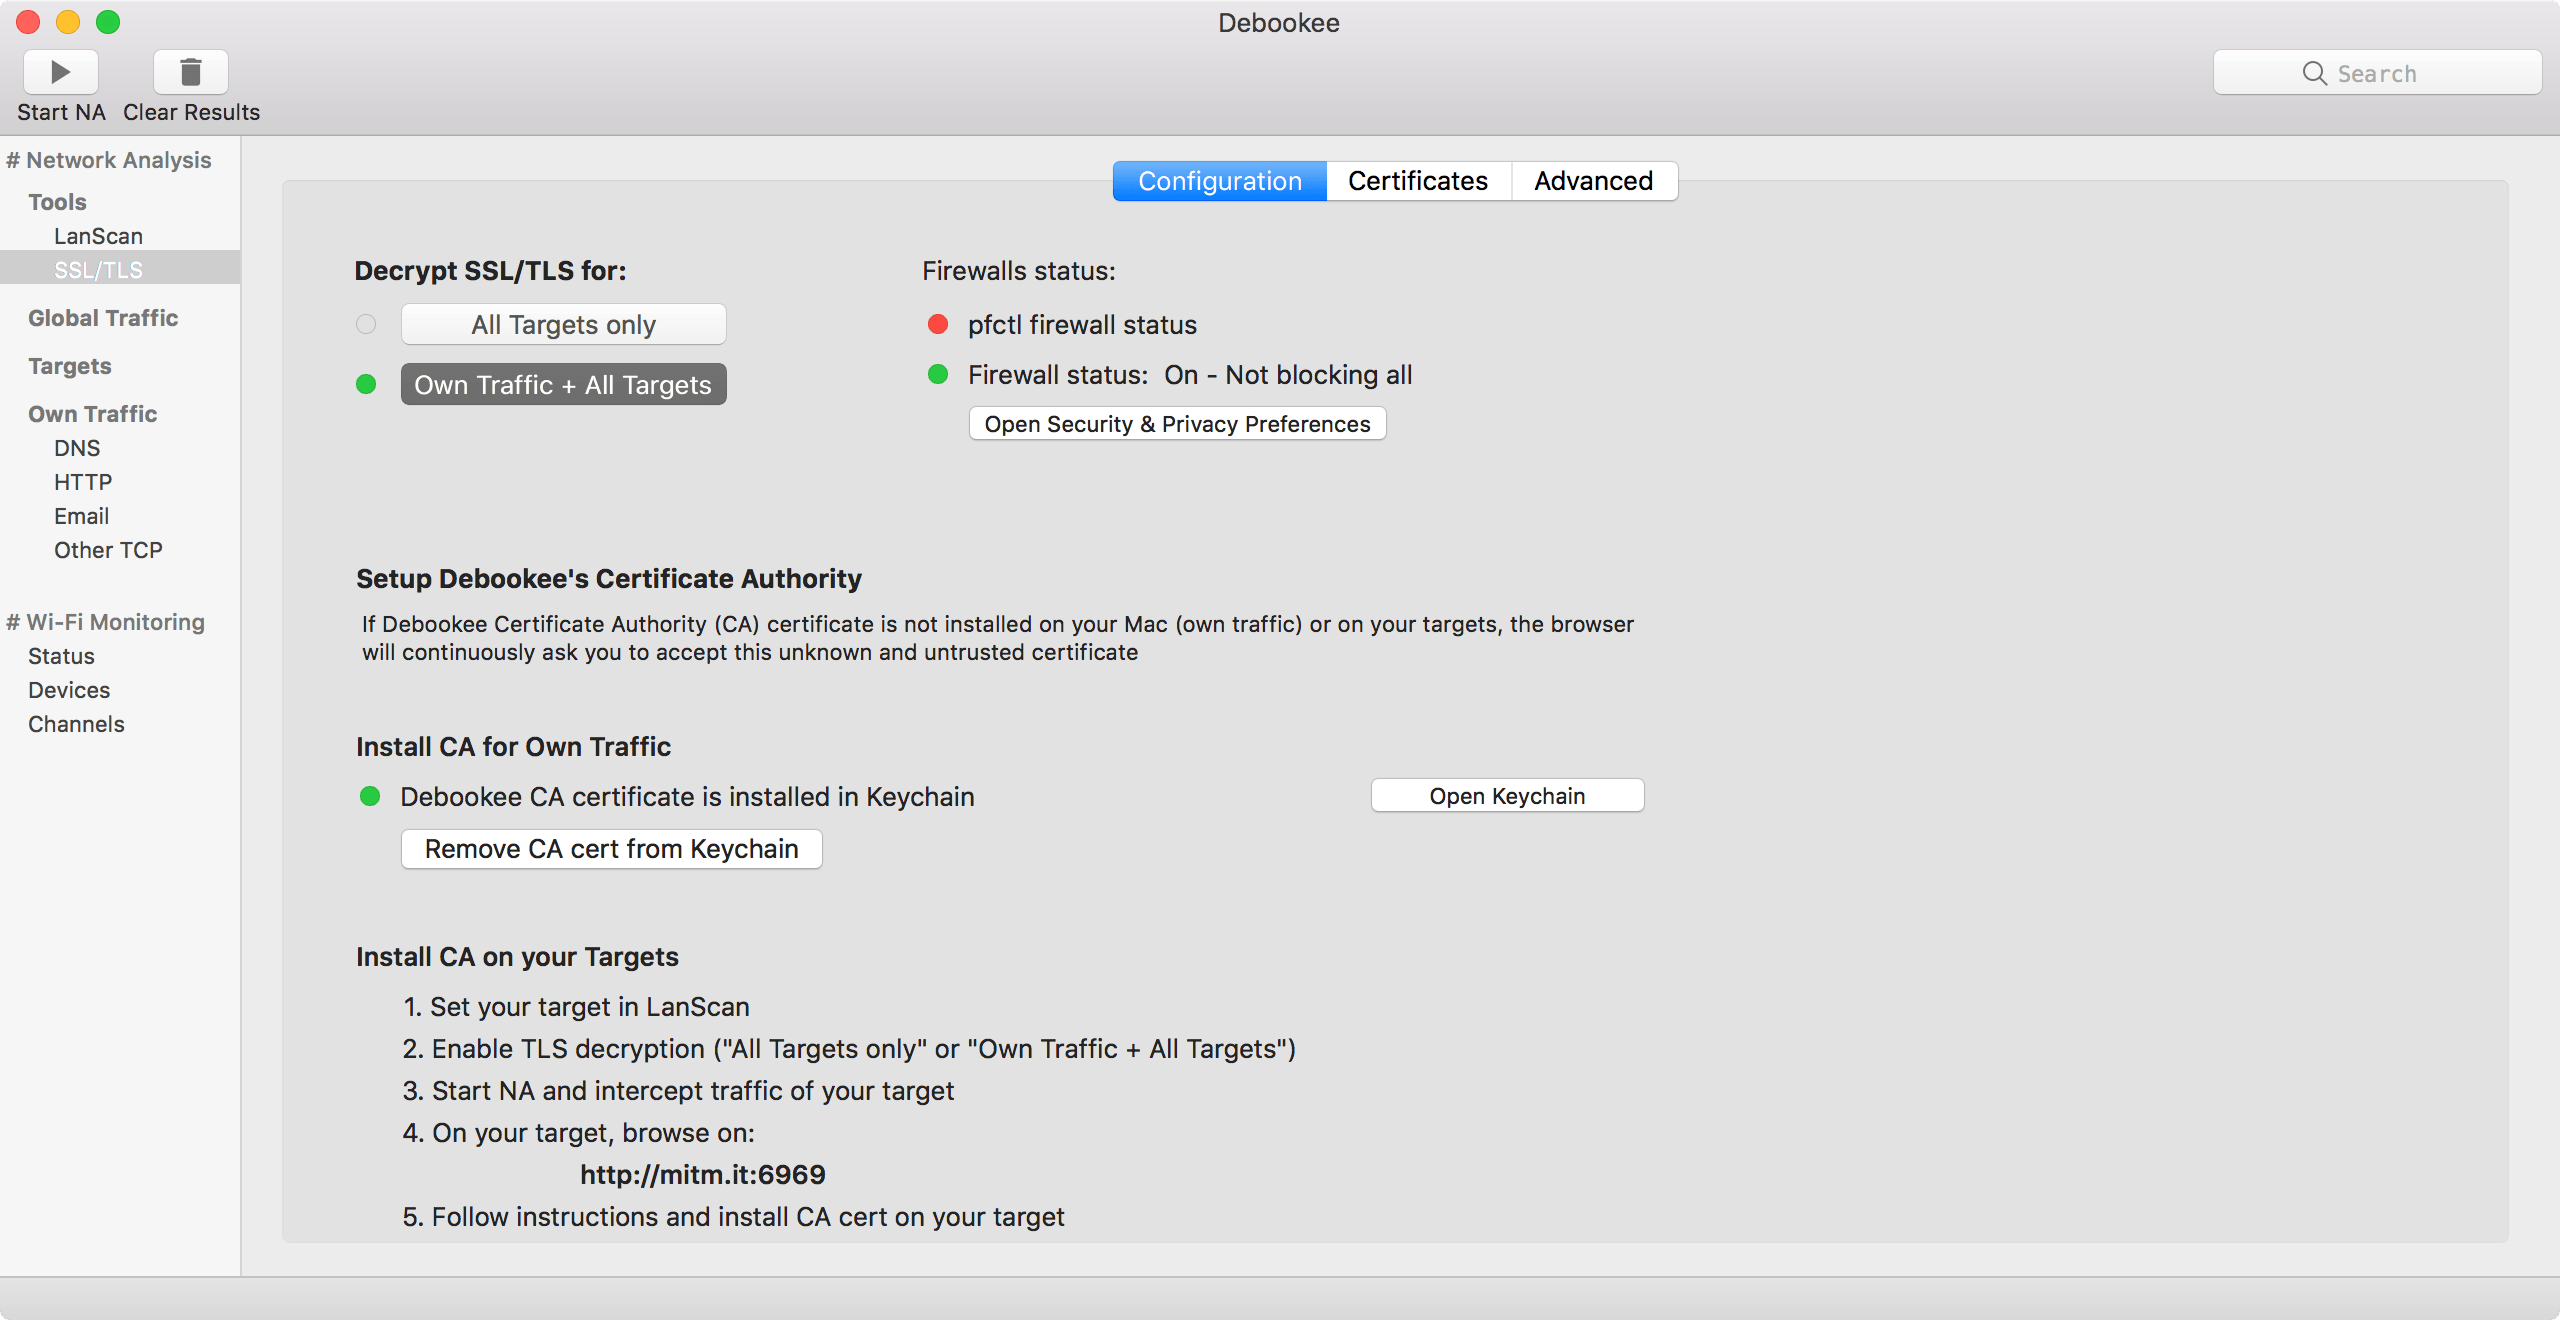 Debookee
Start NA
Clear Results
Search
# Network Analysis
Tools
LanScan
SSL/TLS
Global Traffic
Targets
Own Traffic
DNS
HTTP
Email
Other TCP
# Wi-Fi Monitoring
Status
Devices
Channels
Configuration
Certificates
Advanced
Decrypt SSL/TLS for:
All Targets only
Own Traffic + All Targets
Firewalls status:
pfctl firewall status
Firewall status: On - Not blocking all
Open Security & Privacy Preferences
Setup Debookee's Certificate Authority
If Debookee Certificate Authority (CA) certificate is not installed on your Mac (own traffic) or on your targets, the browser
will continuously ask you to accept this unknown and untrusted certificate
Install CA for Own Traffic
Debookee CA certificate is installed in Keychain
Open Keychain
Remove CA cert from Keychain
Install CA on your Targets
1. Set your target in LanScan
2. Enable TLS decryption ("All Targets only" or "Own Traffic + All Targets")
3. Start NA and intercept traffic of your target
4. On your target, browse on:
http://mitm.it:6969
5. Follow instructions and install CA cert on your target